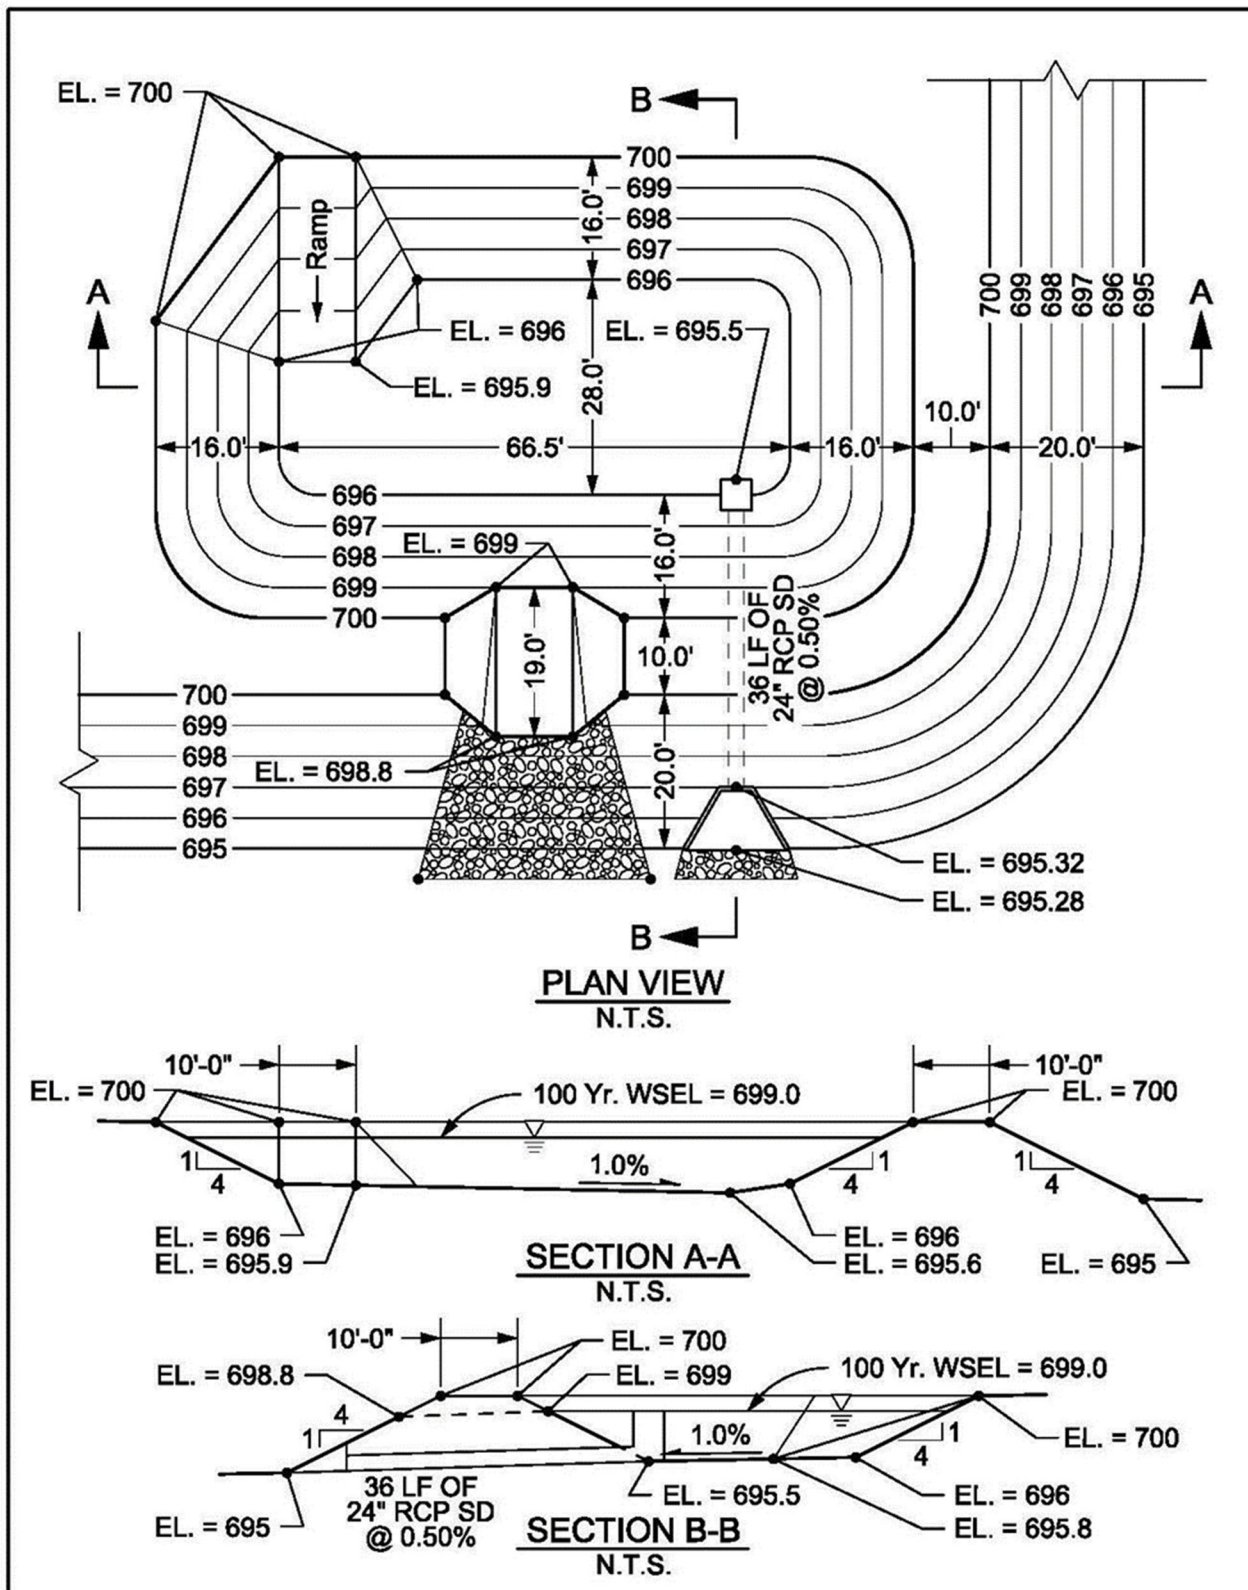 EL. = 700
B
700
699
698
697
696
16.0'
Ramp
A
700
699
698
697
696
695
A
EL. = 696
EL. = 695.5
EL. = 695.9
28.0'
10.0'
16.0'
66.5'
16.0'
20.0'
696
697
698
699
700
EL. = 699
16.0'
36 LF OF
24" RCP SD
@ 0.50%
19.0'
10.0'
700
699
698
697
696
695
EL. = 698.8
20.0'
EL. = 695.32
EL. = 695.28
B
PLAN VIEW
N.T.S.
10'-0"
10'-0"
EL. = 700
100 Yr. WSEL = 699.0
EL. = 700
1
4
1.0%
1
4
1
4
EL. = 696
EL. = 695.9
EL. = 696
EL. = 695.6
EL. = 695
SECTION A-A
N.T.S.
10'-0"
EL. = 700
EL. = 698.8
EL. = 699
100 Yr. WSEL = 699.0
4
1
1.0%
1
4
EL. = 700
36 LF OF
24" RCP SD
@ 0.50%
EL. = 695.5
EL. = 696
EL. = 695
EL. = 695.8
SECTION B-B
N.T.S.